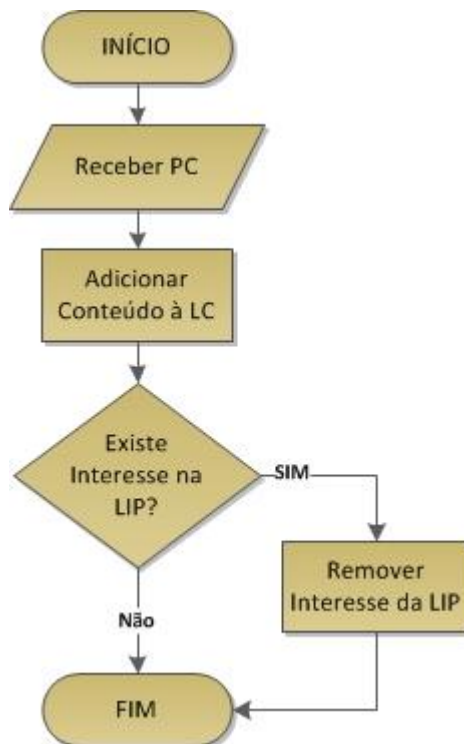 INÍCIO
Receber PC
Adicionar
Conteúdo à LC
Existe
Interesse na
LIP?
SIM
Remover
Interesse da LIP
Não
FIM